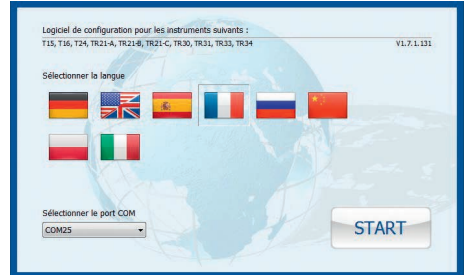 Logiciel de configuration pour les instruments suivants :
T15, T16, T24, TR21-A, TR21-B, TR21-C, TR30, TR31, TR33, TR34 V1.7.1.131
Sélectionner la langue
Sélectionner le port COM
COM25
START